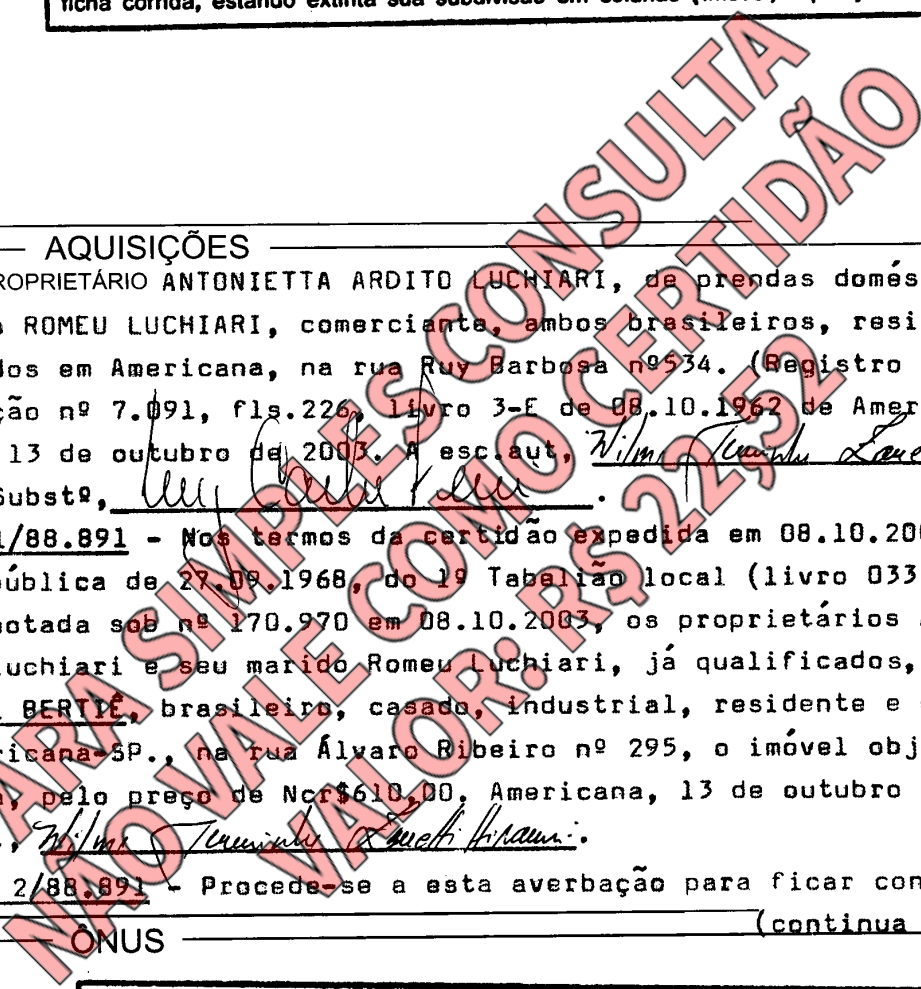 ficha corrida, estando extinta sua subdivisão em colunas
AQUISIÇÕES
ROPRIETÁRIO ANTONIETTA ARDITO LUCHIARI, de prendas domés
ROMEU LUCHIARI, comerciante, ambos brasileiros, resi
dos em Americana, na rua Ruy Barbosa nº534. (Registro
ção nº 7.091, fls.226, livro 3-E de 08.10.1962 de Amer
13 de outubro de 2003. A esc.aut,
Substº,
1/88.891 - Nos termos da certidão expedida em 08.10.20
pública de 27.09.1968, do 1º Tabelião local (livro 033
notada sob nº 170.970 em 08.10.2003, os proprietários
Luchiari e seu marido Romeu Luchiari, já qualificados,
BERTIÉ, brasileiro, casado, industrial, residente e
ricana-SP., na rua Álvaro Ribeiro nº 295, o imóvel obj
, pelo preço de Ncr$610,00. Americana, 13 de outubro
2/88.891 - Procede-se a esta averbação para ficar con
(continua
ÔNUS
PARA SIMPLES CONSULTA
NÃO VALE COMO CERTIDÃO
VALOR: R$ 22,52